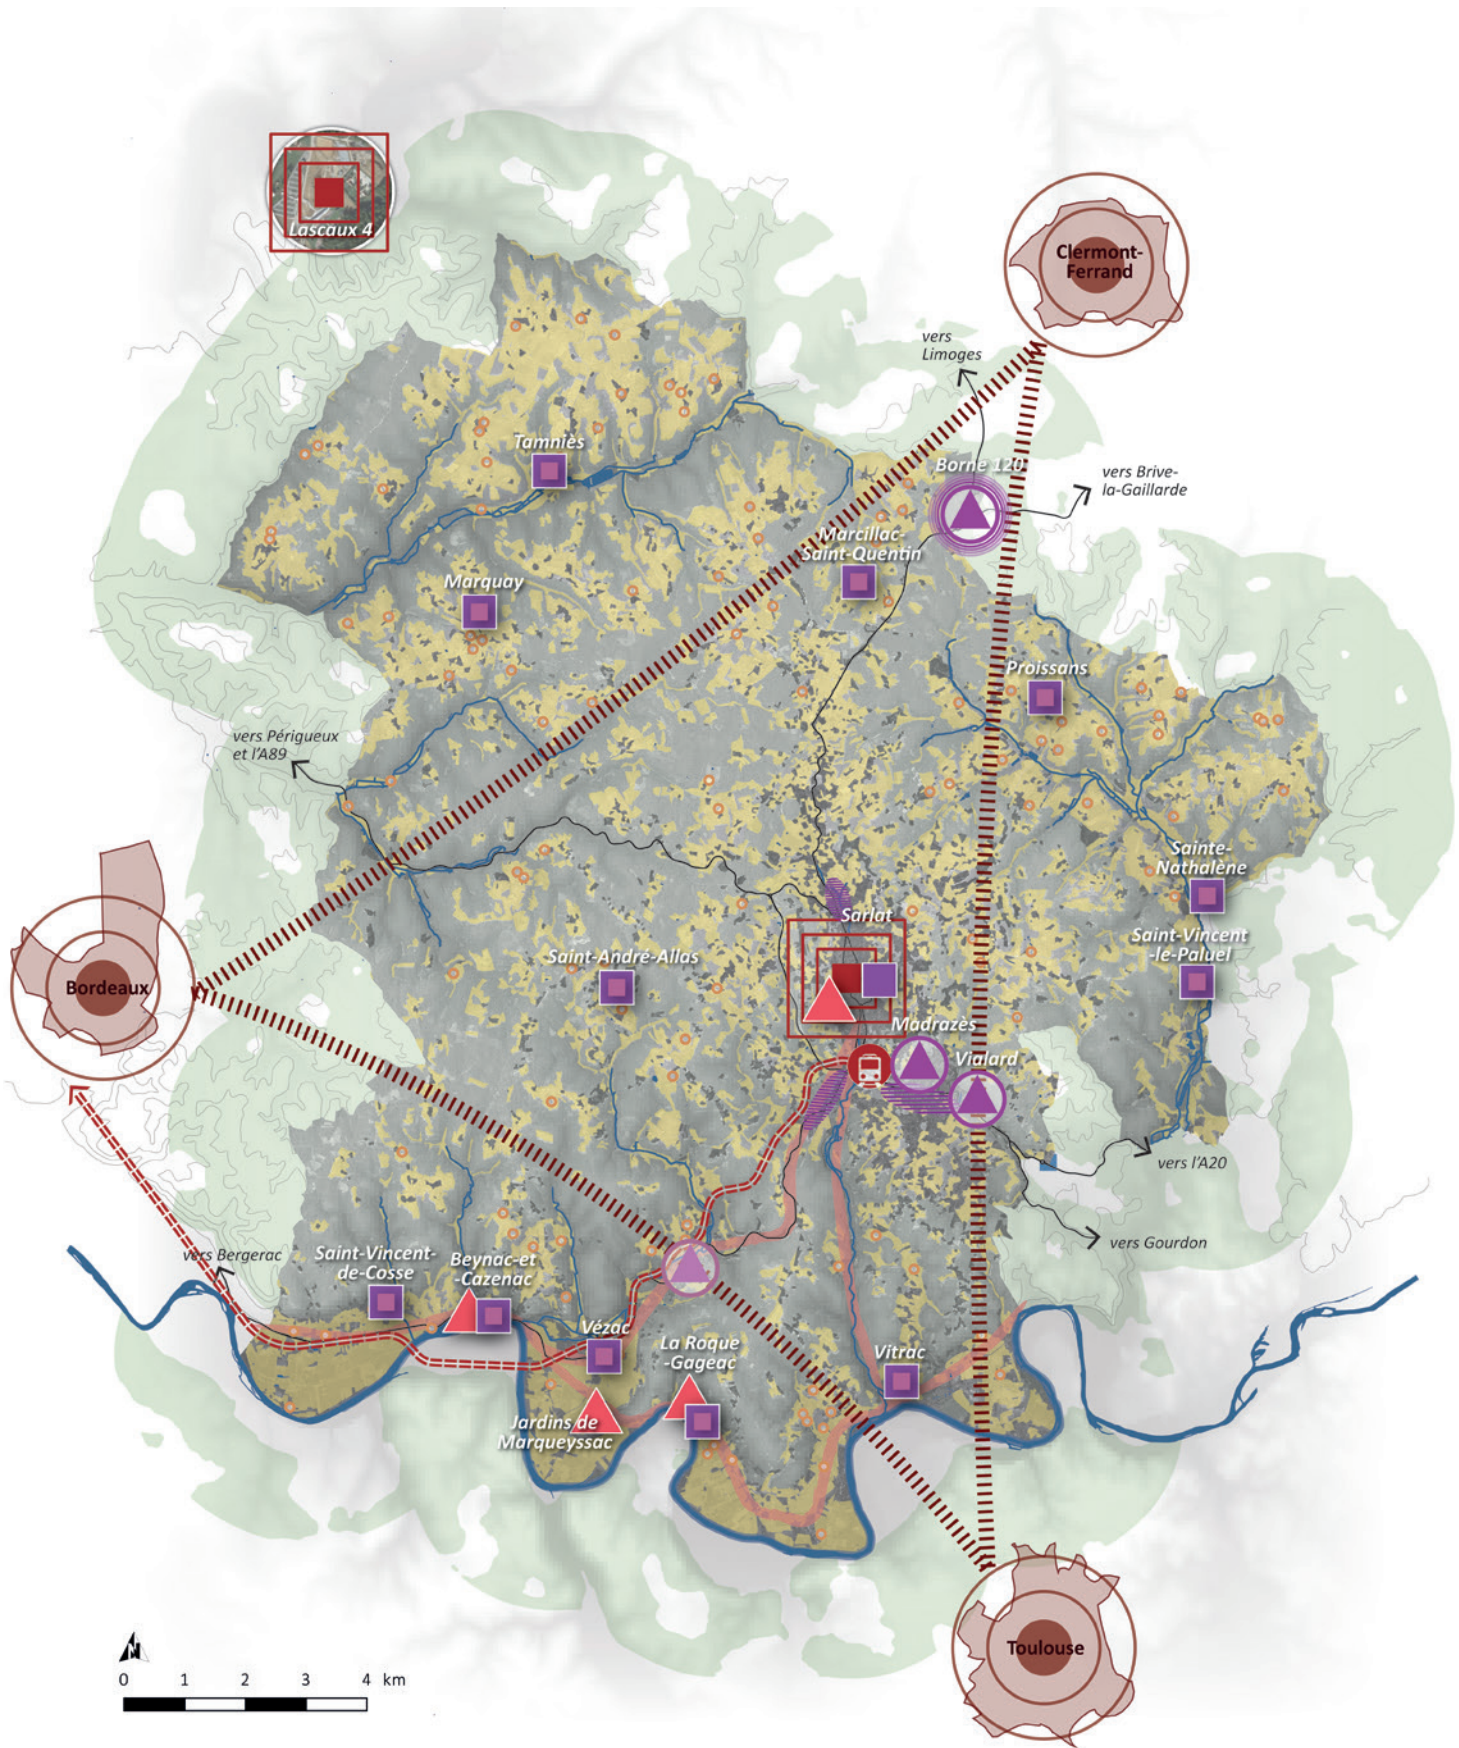 Lascaux 4
Clermont-
Ferrand
vers
Limoges
Tamniès
Borne 120
vers Brive-
la-Gaillarde
Marcillac-
Saint-Quentin
Marquay
Proissans
vers Périgueux
et l'A89
Sainte-
Nathalène
Sarlat
Saint-Vincent
-le-Paluel
Saint-André-Allas
Bordeaux
Madrazès
Vialard
vers l'A20
vers Gourdon
vers Bergerac
Saint-Vincent-
de-Cosse
Beynac-et
-Cazenac
Vézac
La Roque
-Gageac
Vitrac
Jardins de
Marqueyssac
Toulouse
N
0 1 2 3 4 km